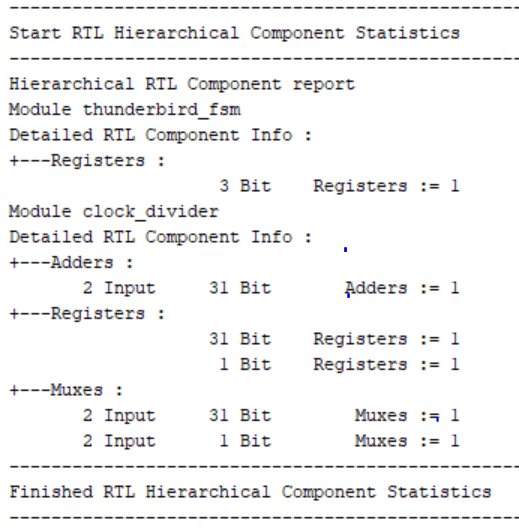 ---------------------------------------------------
Start RTL Hierarchical Component Statistics
---------------------------------------------------
Hierarchical RTL Component report
Module thunderbird_fsm
Detailed RTL Component Info :
+---Registers :
                    3 Bit    Registers := 1
Module clock_divider
Detailed RTL Component Info :
+---Adders :
       2 Input     31 Bit       Adders := 1
+---Registers :
                   31 Bit    Registers := 1
                    1 Bit    Registers := 1
+---Muxes :
       2 Input     31 Bit        Muxes := 1
       2 Input      1 Bit        Muxes := 1
---------------------------------------------------
Finished RTL Hierarchical Component Statistics
---------------------------------------------------